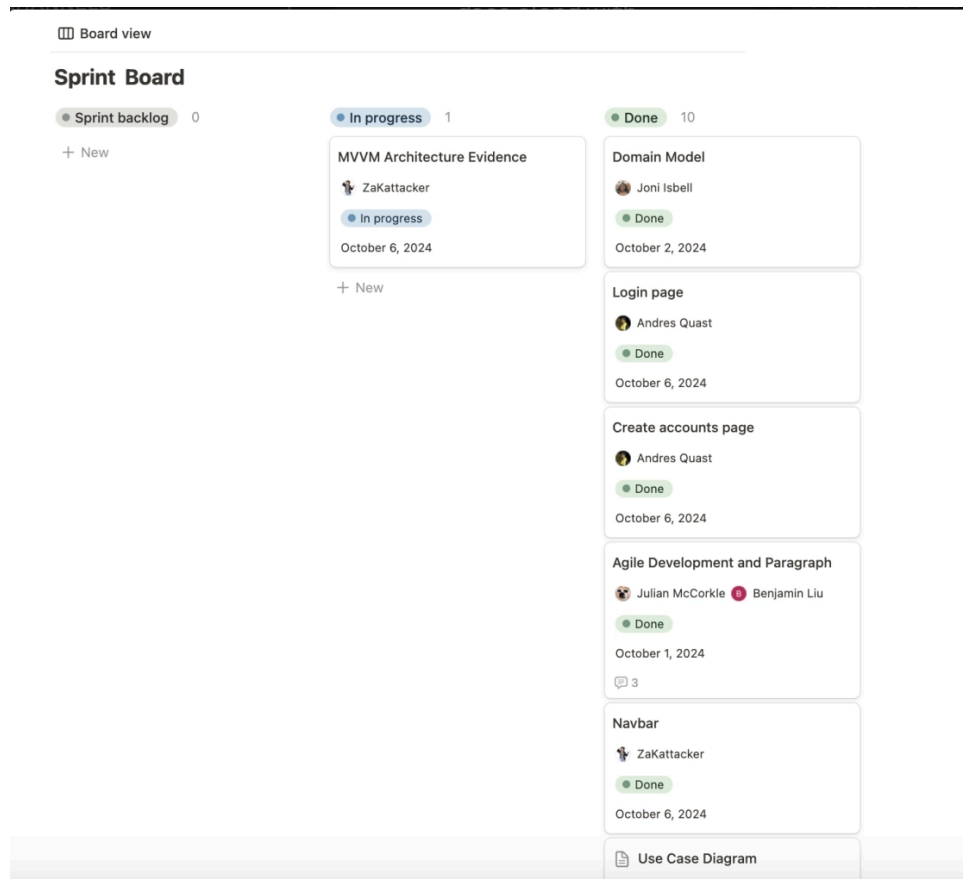 Board view
Sprint Board
Sprint backlog 0
+ New
In progress 1
MVVM Architecture Evidence
ZaKattacker
In progress
October 6, 2024
+ New
Done 10
Domain Model
Joni Isbell
Done
October 2, 2024
Login page
Andres Quast
Done
October 6, 2024
Create accounts page
Andres Quast
Done
October 6, 2024
Agile Development and Paragraph
Julian McCorkle B Benjamin Liu
Done
October 1, 2024
3
Navbar
ZaKattacker
Done
October 6, 2024
Use Case Diagram